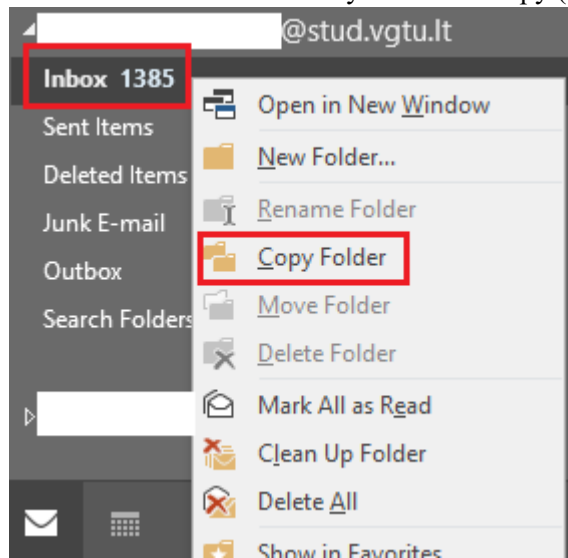 @stud.vgtu.lt
Inbox 1385
Sent Items
Deleted Items
Junk E-mail
Outbox
Search Folders
Open in New Window
New Folder...
Rename Folder
Copy Folder
Move Folder
Delete Folder
Mark All as Read
Clean Up Folder
Delete All
Show in Favorites